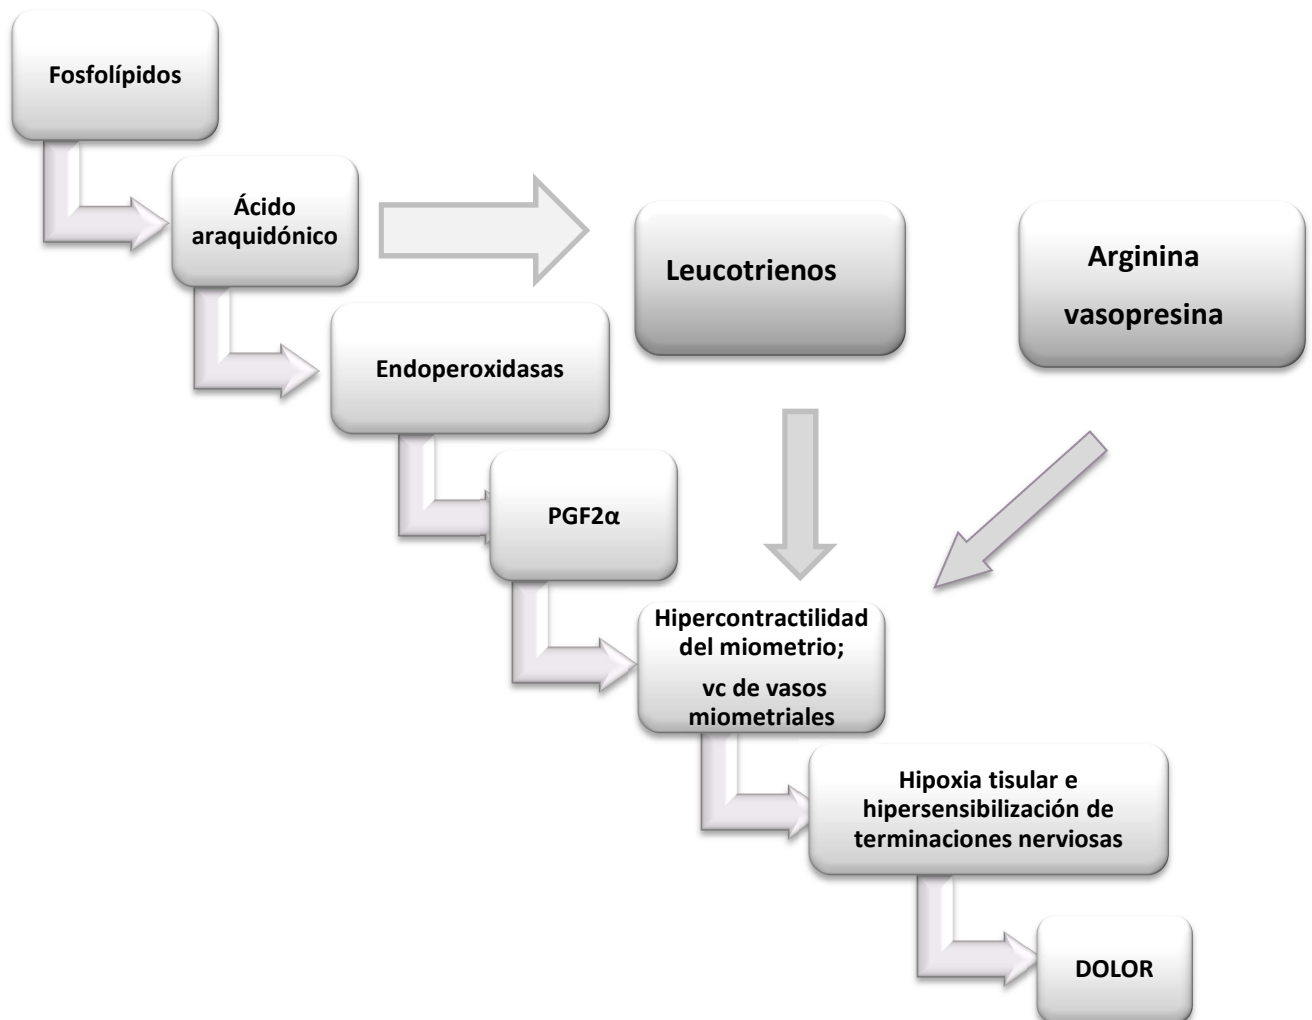 Fosfolípidos
Ácido
araquidónico
Leucotrienos
Arginina
vasopresina
Endoperoxidasas
PGF2α
Hipercontractilidad
del miometrio;
vc de vasos
miometriales
Hipoxia tisular e
hipersensibilización de
terminaciones nerviosas
DOLOR